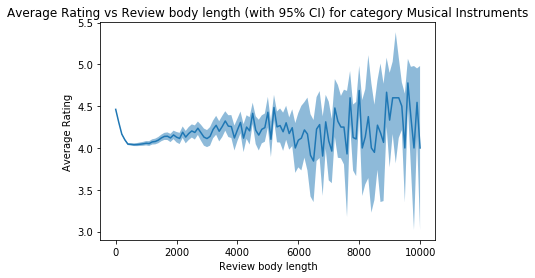 Average Rating vs Review body length (with 95% CI) for category Musical Instruments
5.5
5.0
4.5
4.0
3.5
3.0
Average Rating
0 2000 4000 6000 8000 10000
Review body length